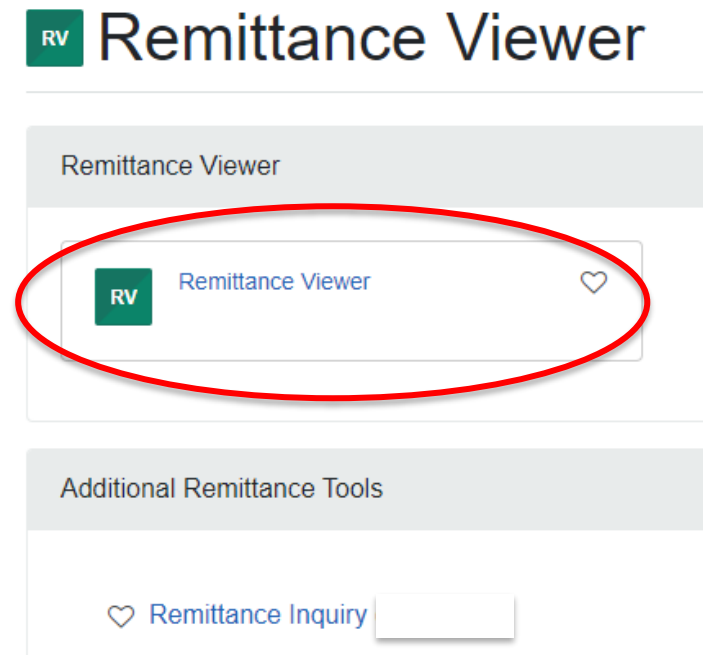 RV Remittance Viewer
Remittance Viewer
RV Remittance Viewer
Additional Remittance Tools
Remittance Inquiry